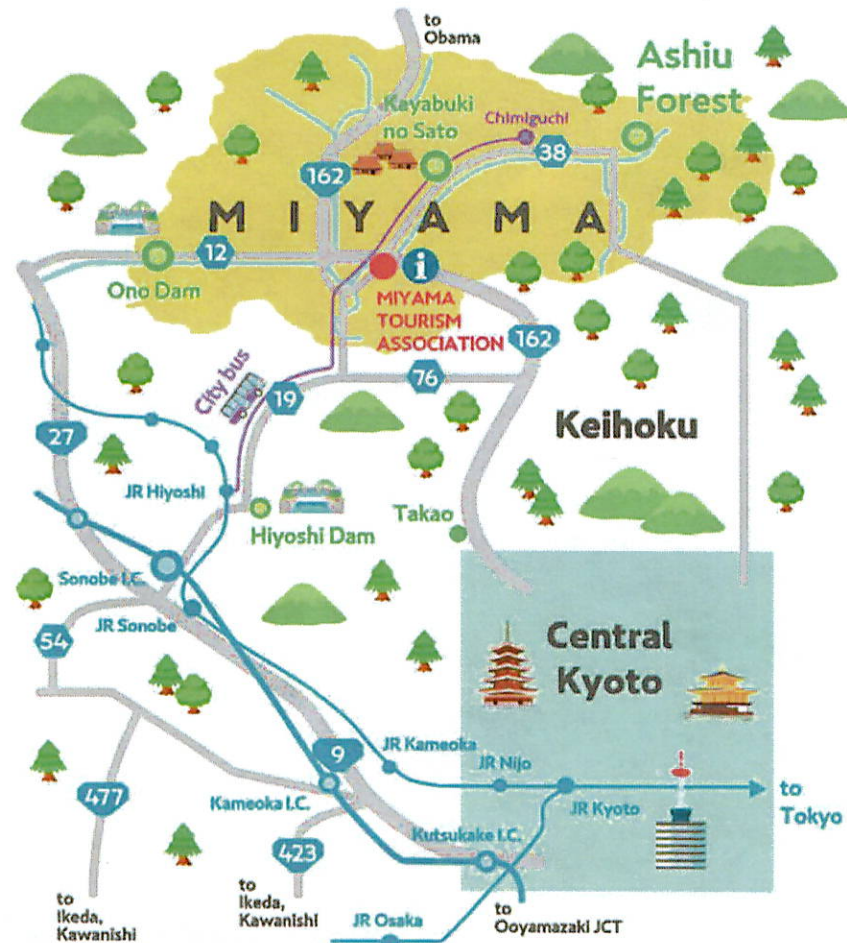 to
Obama
Ashiu
Forest
Kayabuki
no Sato
Chimiguchi
38
162
MIYAMA
12
Ono Dam
i
MIYAMA
TOURISM
ASSOCIATION
162
City bus
19
76
Keihoku
27
JR Hiyoshi
Hiyoshi Dam
Takao
Sonobe I.C.
JR Sonobe
Central
Kyoto
54
9
JR Kameoka
JR Nijo
477
Kameoka I.C.
JR Kyoto
to
Tokyo
423
Kutsukake I.C.
to
Ikeda,
Kawanishi
to
Ikeda,
Kawanishi
JR Osaka
to
Ooyamazaki JCT